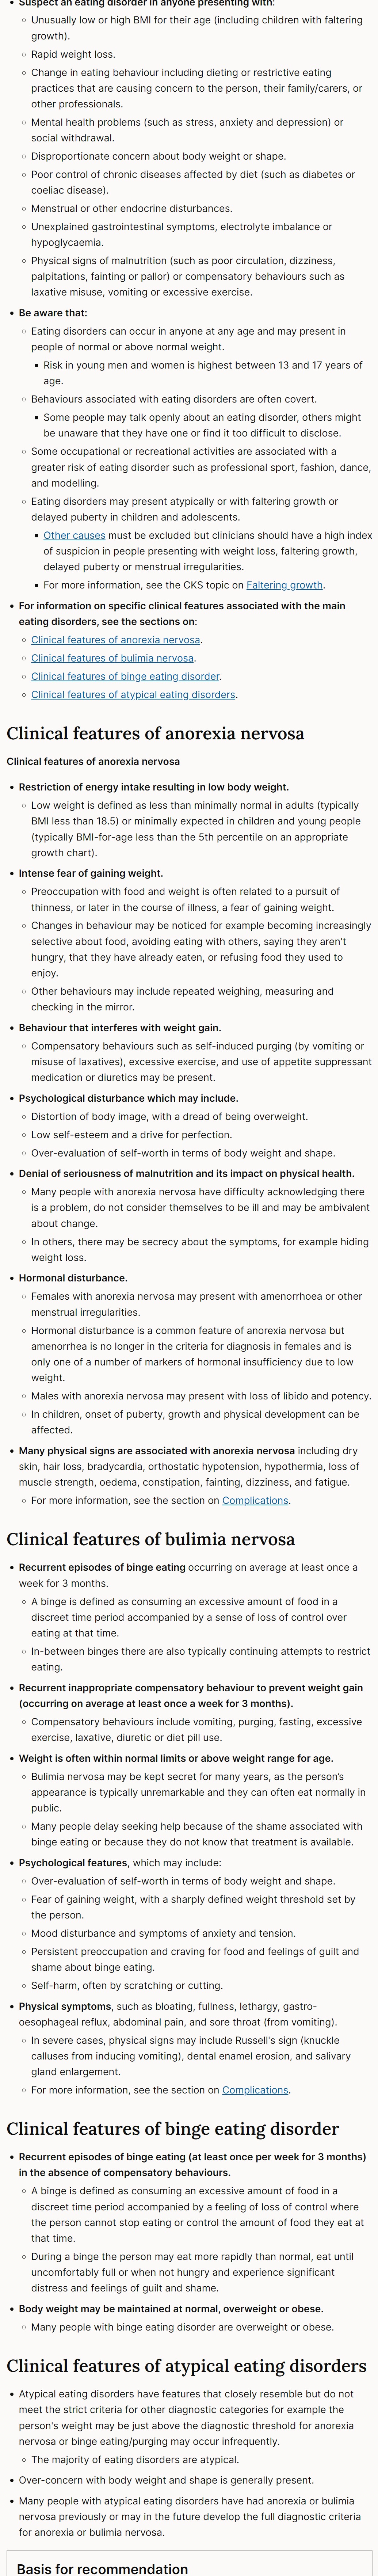 • Suspect an eating disorder in anyone presenting with:
◦ Unusually low or high BMI for their age (including children with faltering
growth).
◦ Rapid weight loss.
◦ Change in eating behaviour including dieting or restrictive eating
practices that are causing concern to the person, their family/carers, or
other professionals.
◦ Mental health problems (such as stress, anxiety and depression) or
social withdrawal.
◦ Disproportionate concern about body weight or shape.
◦ Poor control of chronic diseases affected by diet (such as diabetes or
coeliac disease).
◦ Menstrual or other endocrine disturbances.
◦ Unexplained gastrointestinal symptoms, electrolyte imbalance or
hypoglycaemia.
◦ Physical signs of malnutrition (such as poor circulation, dizziness,
palpitations, fainting or pallor) or compensatory behaviours such as
laxative misuse, vomiting or excessive exercise.
• Be aware that:
◦ Eating disorders can occur in anyone at any age and may present in
people of normal or above normal weight.
▪ Risk in young men and women is highest between 13 and 17 years of
age.
◦ Behaviours associated with eating disorders are often covert.
▪ Some people may talk openly about an eating disorder, others might
be unaware that they have one or find it too difficult to disclose.
◦ Some occupational or recreational activities are associated with a
greater risk of eating disorder such as professional sport, fashion, dance,
and modelling.
◦ Eating disorders may present atypically or with faltering growth or
delayed puberty in children and adolescents.
▪ Other causes must be excluded but clinicians should have a high index
of suspicion in people presenting with weight loss, faltering growth,
delayed puberty or menstrual irregularities.
▪ For more information, see the CKS topic on Faltering growth.
• For information on specific clinical features associated with the main
eating disorders, see the sections on:
◦ Clinical features of anorexia nervosa.
◦ Clinical features of bulimia nervosa.
◦ Clinical features of binge eating disorder.
◦ Clinical features of atypical eating disorders.
Clinical features of anorexia nervosa
Clinical features of anorexia nervosa
• Restriction of energy intake resulting in low body weight.
◦ Low weight is defined as less than minimally normal in adults (typically
BMI less than 18.5) or minimally expected in children and young people
(typically BMI-for-age less than the 5th percentile on an appropriate
growth chart).
• Intense fear of gaining weight.
◦ Preoccupation with food and weight is often related to a pursuit of
thinness, or later in the course of illness, a fear of gaining weight.
◦ Changes in behaviour may be noticed for example becoming increasingly
selective about food, avoiding eating with others, saying they aren't
hungry, that they have already eaten, or refusing food they used to
enjoy.
◦ Other behaviours may include repeated weighing, measuring and
checking in the mirror.
• Behaviour that interferes with weight gain.
◦ Compensatory behaviours such as self-induced purging (by vomiting or
misuse of laxatives), excessive exercise, and use of appetite suppressant
medication or diuretics may be present.
• Psychological disturbance which may include.
◦ Distortion of body image, with a dread of being overweight.
◦ Low self-esteem and a drive for perfection.
◦ Over-evaluation of self-worth in terms of body weight and shape.
• Denial of seriousness of malnutrition and its impact on physical health.
◦ Many people with anorexia nervosa have difficulty acknowledging there
is a problem, do not consider themselves to be ill and may be ambivalent
about change.
◦ In others, there may be secrecy about the symptoms, for example hiding
weight loss.
• Hormonal disturbance.
◦ Females with anorexia nervosa may present with amenorrhoea or other
menstrual irregularities.
◦ Hormonal disturbance is a common feature of anorexia nervosa but
amenorrhea is no longer in the criteria for diagnosis in females and is
only one of a number of markers of hormonal insufficiency due to low
weight.
◦ Males with anorexia nervosa may present with loss of libido and potency.
◦ In children, onset of puberty, growth and physical development can be
affected.
• Many physical signs are associated with anorexia nervosa including dry
skin, hair loss, bradycardia, orthostatic hypotension, hypothermia, loss of
muscle strength, oedema, constipation, fainting, dizziness, and fatigue.
◦ For more information, see the section on Complications.
Clinical features of bulimia nervosa
• Recurrent episodes of binge eating occurring on average at least once a
week for 3 months.
◦ A binge is defined as consuming an excessive amount of food in a
discreet time period accompanied by a sense of loss of control over
eating at that time.
◦ In-between binges there are also typically continuing attempts to restrict
eating.
• Recurrent inappropriate compensatory behaviour to prevent weight gain
(occurring on average at least once a week for 3 months).
◦ Compensatory behaviours include vomiting, purging, fasting, excessive
exercise, laxative, diuretic or diet pill use.
• Weight is often within normal limits or above weight range for age.
◦ Bulimia nervosa may be kept secret for many years, as the person's
appearance is typically unremarkable and they can often eat normally in
public.
◦ Many people delay seeking help because of the shame associated with
binge eating or because they do not know that treatment is available.
• Psychological features, which may include:
◦ Over-evaluation of self-worth in terms of body weight and shape.
◦ Fear of gaining weight, with a sharply defined weight threshold set by
the person.
◦ Mood disturbance and symptoms of anxiety and tension.
◦ Persistent preoccupation and craving for food and feelings of guilt and
shame about binge eating.
◦ Self-harm, often by scratching or cutting.
• Physical symptoms, such as bloating, fullness, lethargy, gastro-
oesophageal reflux, abdominal pain, and sore throat (from vomiting).
◦ In severe cases, physical signs may include Russell's sign (knuckle
calluses from inducing vomiting), dental enamel erosion, and salivary
gland enlargement.
◦ For more information, see the section on Complications.
Clinical features of binge eating disorder
• Recurrent episodes of binge eating (at least once per week for 3 months)
in the absence of compensatory behaviours.
◦ A binge is defined as consuming an excessive amount of food in a
discreet time period accompanied by a feeling of loss of control where
the person cannot stop eating or control the amount of food they eat at
that time.
◦ During a binge the person may eat more rapidly than normal, eat until
uncomfortably full or when not hungry and experience significant
distress and feelings of guilt and shame.
• Body weight may be maintained at normal, overweight or obese.
◦ Many people with binge eating disorder are overweight or obese.
Clinical features of atypical eating disorders
• Atypical eating disorders have features that closely resemble but do not
meet the strict criteria for other diagnostic categories for example the
person's weight may be just above the diagnostic threshold for anorexia
nervosa or binge eating/purging may occur infrequently.
◦ The majority of eating disorders are atypical.
• Over-concern with body weight and shape is generally present.
• Many people with atypical eating disorders have had anorexia or bulimia
nervosa previously or may in the future develop the full diagnostic criteria
for anorexia or bulimia nervosa.
Basis for recommendation